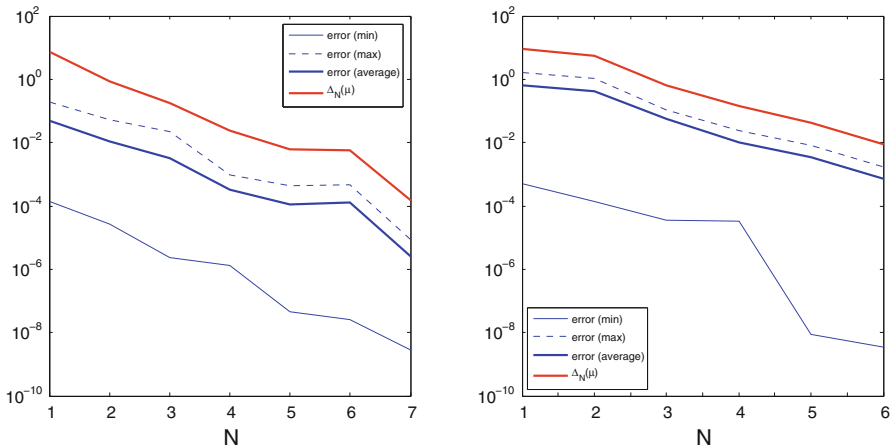 10^2
10^0
10^-2
10^-4
10^-6
10^-8
10^-10
1 2 3 4 5 6 7
N
error (min)
error (max)
error (average)
Δ_N(μ)
10^2
10^0
10^-2
10^-4
10^-6
10^-8
10^-10
1 2 3 4 5 6
N
error (min)
error (max)
error (average)
Δ_N(μ)